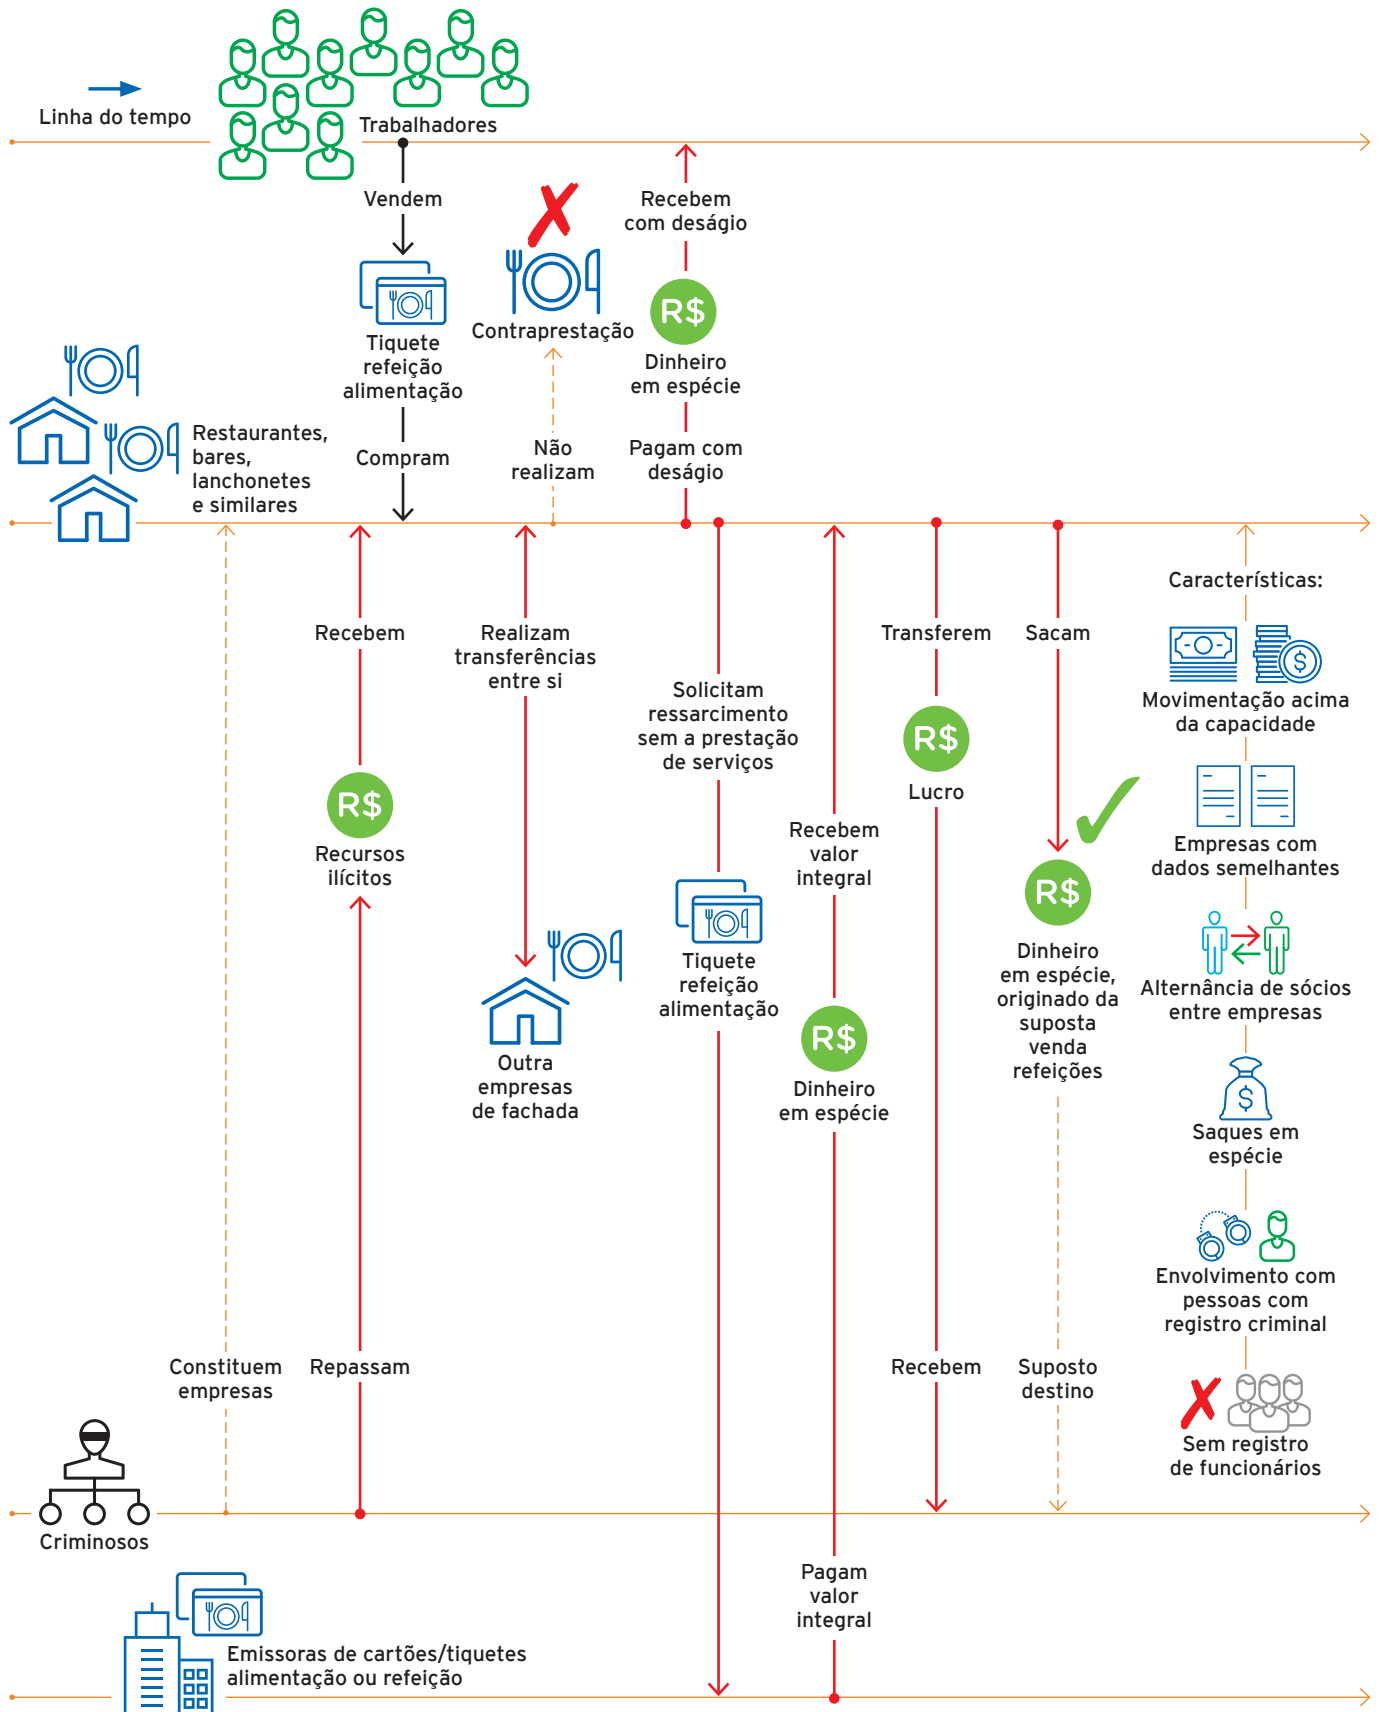 Linha do tempo
Trabalhadores
Vendem
Tiquete
refeição
alimentação
Compram
Contraprestação
Não
realizam
Recebem
com deságio
R$
Dinheiro
em espécie
Pagam com
deságio
Restaurantes,
bares,
lanchonetes
e similares
Constituem
empresas
Recebem
R$
Recursos
ilícitos
Repassam
Realizam
transferências
entre si
Outra
empresas
de fachada
Solicitam
ressarcimento
sem a prestação
de serviços
Tiquete
refeição
alimentação
Recebem
valor
integral
R$
Dinheiro
em espécie
Pagam
valor
integral
Transferem
R$
Lucro
Recebem
Sacam
R$
Dinheiro
em espécie,
originado da
suposta
venda
refeições
Suposto
destino
Características:
$
Movimentação acima
da capacidade
Empresas com
dados semelhantes
Alternância de sócios
entre empresas
$
Saques em
espécie
Envolvimento com
pessoas com
registro criminal
Sem registro
de funcionários
Criminosos
Emissoras de cartões/tiquetes
alimentação ou refeição